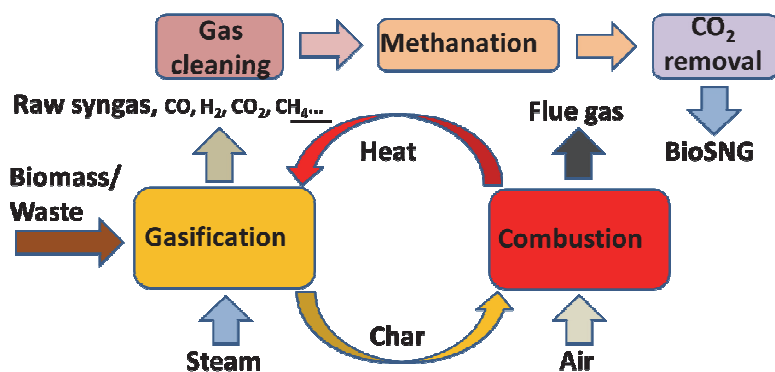 Gas
cleaning
Methanation
CO₂
removal
Raw syngas, CO, H₂, CO₂, CH₄...
Flue gas
BioSNG
Heat
Biomass/
Waste
Gasification
Combustion
Char
Steam
Air